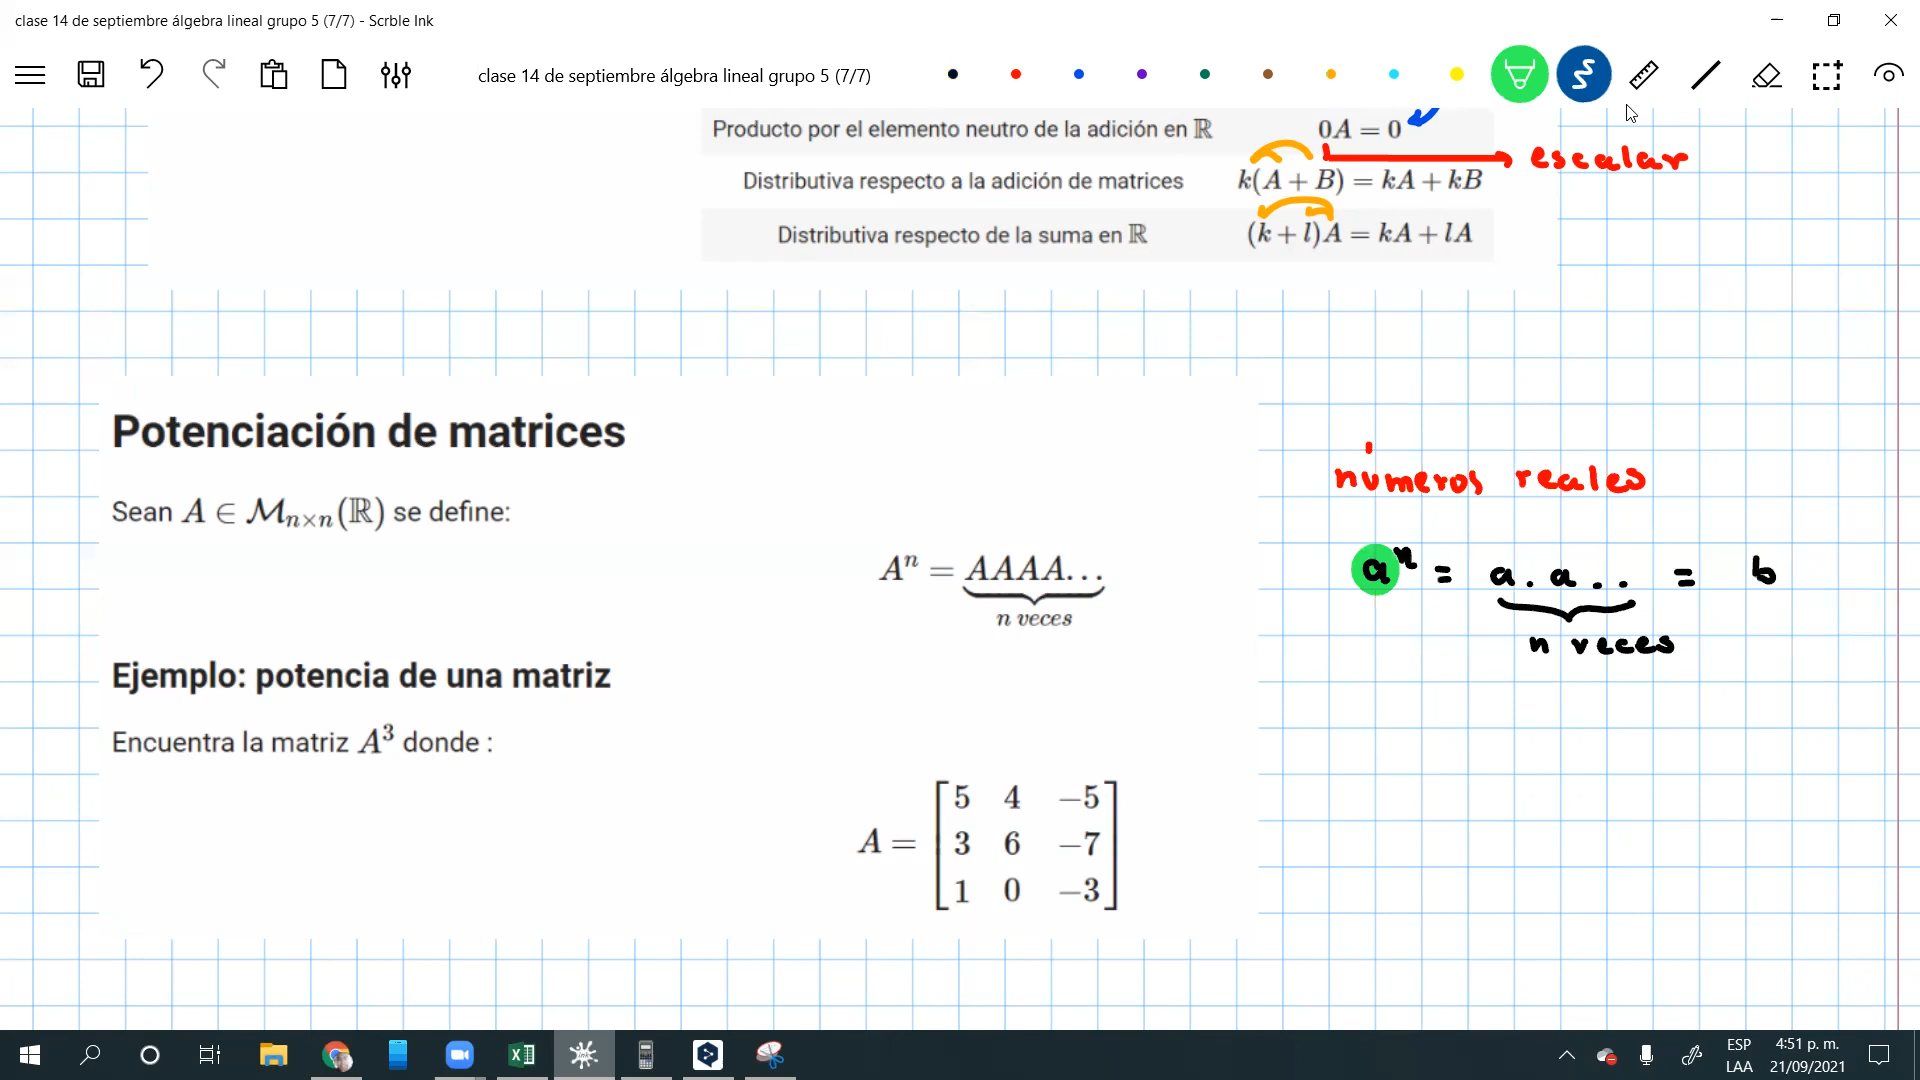 clase 14 de septiembre álgebra lineal grupo 5 (7/7) - Scrble Ink
clase 14 de septiembre álgebra lineal grupo 5 (7/7)
Producto por el elemento neutro de la adición en ℝ 0A = 0
escalar
Distributiva respecto a la adición de matrices k(A + B) = kA + kB
Distributiva respecto de la suma en ℝ (k + l)A = kA + lA
Potenciación de matrices
Sean A ∈ ℳₙₓₙ(ℝ) se define:
Aⁿ = AAAA...
n veces
Ejemplo: potencia de una matriz
Encuentra la matriz A³ donde :
A =
5 4 −5
3 6 −7
1 0 −3
números reales
aⁿ = a . a . . = b
n veces
ESP
LAA
4:51 p. m.
21/09/2021